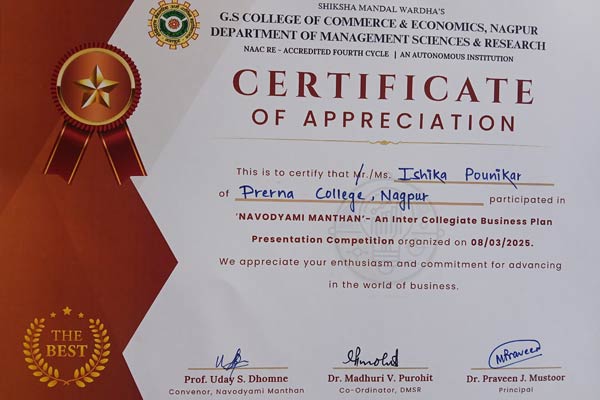 SHIKSHA MANDAL WARDHA'S
G.S COLLEGE OF COMMERCE & ECONOMICS, NAGPUR
DEPARTMENT OF MANAGEMENT SCIENCES & RESEARCH
NAAC RE - ACCREDITED FOURTH CYCLE | AN AUTONOMOUS INSTITUTION
CERTIFICATE
OF APPRECIATION
This is to certify that Mr./Ms. Ishika Pounikar
of Prerna College, Nagpur participated in
'NAVODYAMI MANTHAN'- An Inter Collegiate Business Plan
Presentation Competition organized on 08/03/2025.
We appreciate your enthusiasm and commitment for advancing
in the world of business.
THE
BEST
MPraveen
Prof. Uday S. Dhomne
Convenor, Navodyami Manthan
Dr. Madhuri V. Purohit
Co-Ordinator, DMSR
Dr. Praveen J. Mustoor
Principal